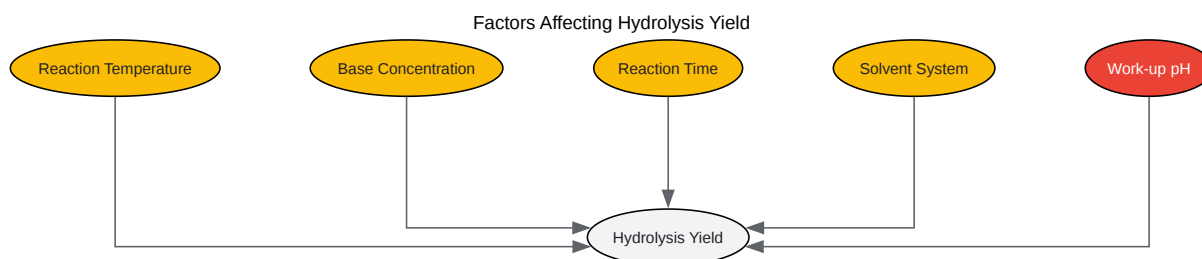 Factors Affecting Hydrolysis Yield
Reaction Temperature
Base Concentration
Reaction Time
Solvent System
Work-up pH
Hydrolysis Yield